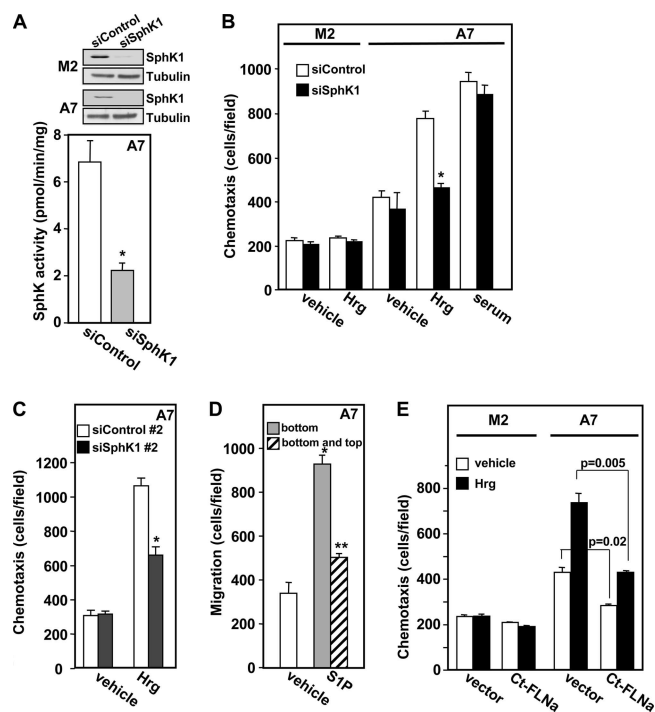 A
siControl
siSphK1
M2
SphK1
Tubulin
A7
SphK1
Tubulin
A7
SphK activity (pmol/min/mg)
8
6
4
2
0
*
siControl
siSphK1
B
M2
A7
siControl
siSphK1
Chemotaxis (cells/field)
1000
800
600
400
200
0
*
vehicle
Hrg
vehicle
Hrg
serum
C
A7
siControl #2
siSphK1 #2
Chemotaxis (cells/field)
1200
1000
800
600
400
200
0
*
vehicle
Hrg
D
A7
bottom
bottom and top
Migration (cells/field)
1000
800
600
400
200
0
*
**
vehicle
S1P
E
M2
A7
vehicle
Hrg
p=0.005
p=0.02
Chemotaxis (cells/field)
800
600
400
200
0
vector
Ct-FLNa
vector
Ct-FLNa